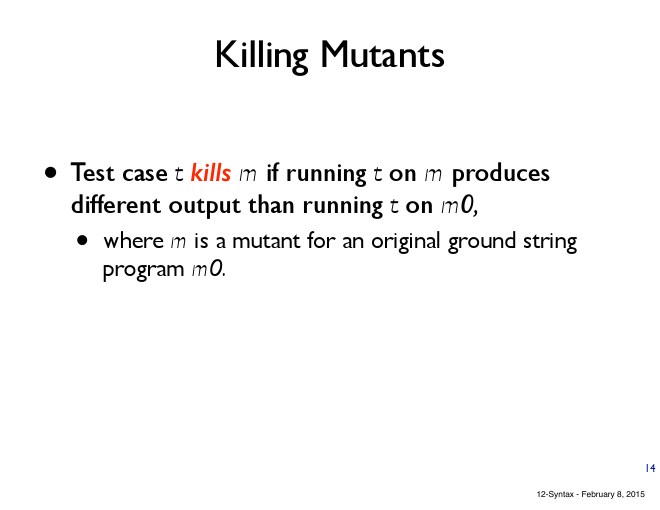 Killing Mutants
• Test case t kills m if running t on m produces
different output than running t on m0,
• where m is a mutant for an original ground string
program m0.
14
12-Syntax - February 8, 2015